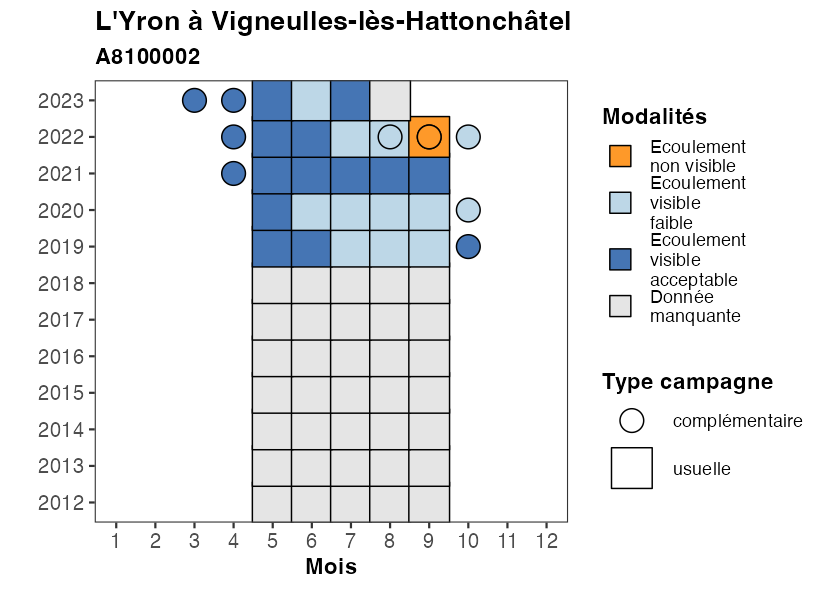 L'Yron à Vigneulles-lès-Hattonchâtel
A8100002
2023
2022
2021
2020
2019
2018
2017
2016
2015
2014
2013
2012
1 2 3 4 5 6 7 8 9 10 11 12
Mois
Modalités
Ecoulement
non visible
Ecoulement
visible
faible
Ecoulement
visible
acceptable
Donnée
manquante
Type campagne
complémentaire
usuelle